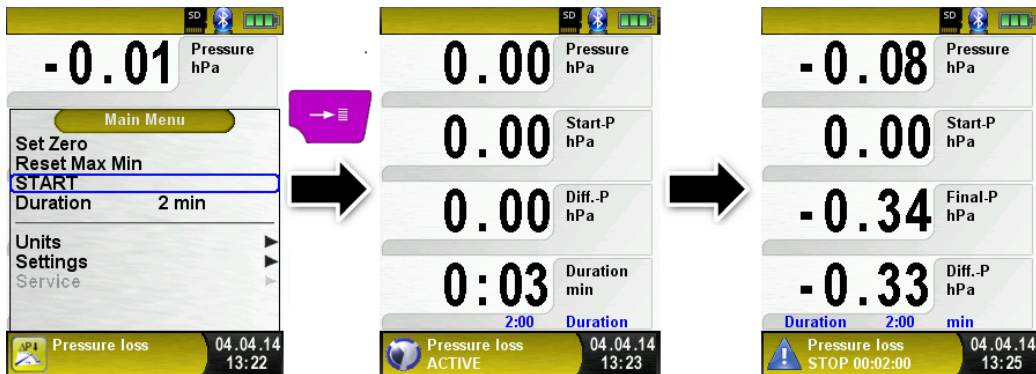 SD
- 0 . 01 Pressure
hPa
Main Menu
Set Zero
Reset Max Min
START
Duration 2 min
Units
Settings
Service
ΔP↓ Pressure loss 04.04.14
13:22
SD
0 . 00 Pressure
hPa
0 . 00 Start-P
hPa
0 . 00 Diff.-P
hPa
0:03 Duration
min
2:00 Duration
Pressure loss 04.04.14
ACTIVE 13:23
SD
- 0 . 08 Pressure
hPa
0 . 00 Start-P
hPa
- 0 . 34 Final-P
hPa
- 0 . 33 Diff.-P
hPa
Duration 2:00 min
Pressure loss 04.04.14
STOP 00:02:00 13:25